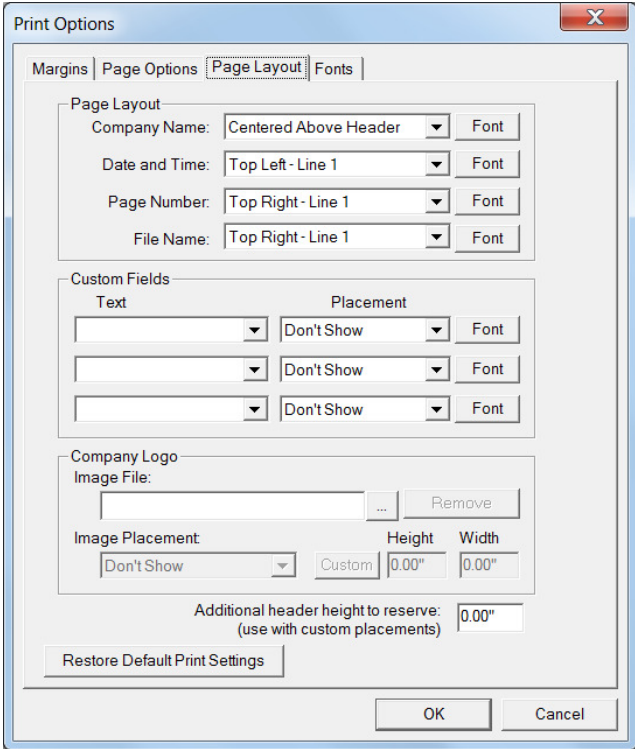 Print Options
X
Margins Page Options Page Layout Fonts
Page Layout
Company Name: Centered Above Header Font
Date and Time: Top Left - Line 1 Font
Page Number: Top Right - Line 1 Font
File Name: Top Right - Line 1 Font
Custom Fields
Text Placement
Don't Show Font
Don't Show Font
Don't Show Font
Company Logo
Image File:
... Remove
Image Placement: Height Width
Don't Show Custom 0.00" 0.00"
Additional header height to reserve: 0.00"
(use with custom placements)
Restore Default Print Settings
OK Cancel